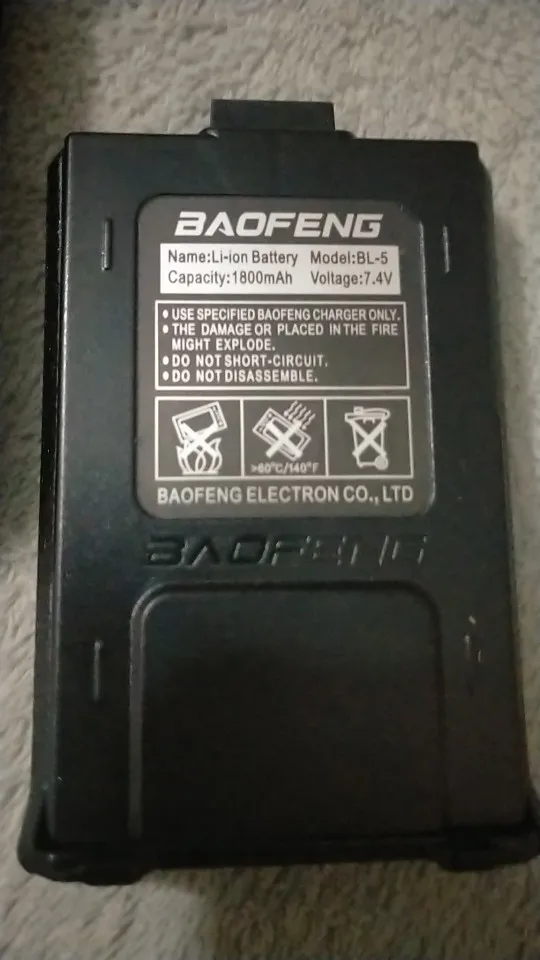 BAOFENG
Name:Li-ion Battery Model:BL-5
Capacity:1800mAh Voltage:7.4V
• USE SPECIFIED BAOFENG CHARGER ONLY.
• THE DAMAGE OR PLACED IN THE FIRE
MIGHT EXPLODE.
• DO NOT SHORT-CIRCUIT.
• DO NOT DISASSEMBLE.
>60°C/140°F
BAOFENG ELECTRON CO., LTD
BAOFENG